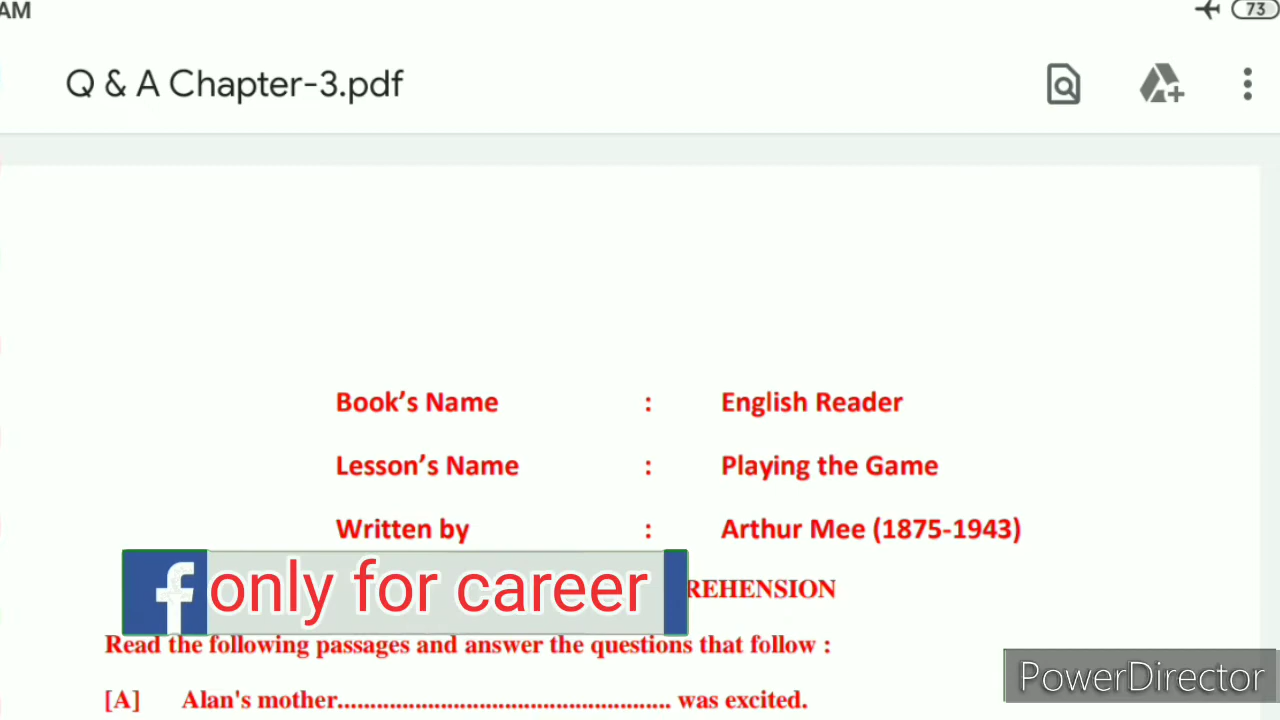 AM
73
Q & A Chapter-3.pdf
Book’s Name : English Reader
Lesson’s Name : Playing the Game
Written by : Arthur Mee (1875-1943)
f only for career
REHENSION
Read the following passages and answer the questions that follow :
[A] Alan's mother................................................... was excited.
PowerDirector